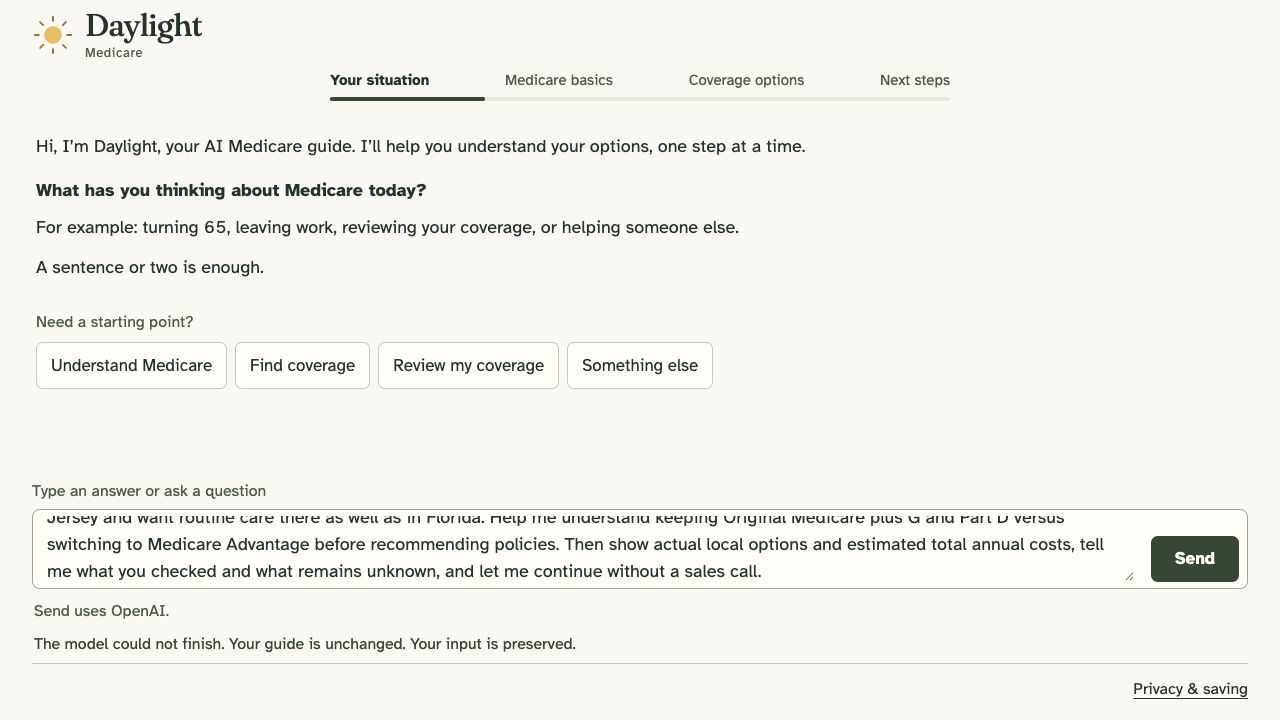 Daylight
Medicare
Your situation
Medicare basics
Coverage options
Next steps
Hi, I’m Daylight, your AI Medicare guide. I’ll help you understand your options, one step at a time.
What has you thinking about Medicare today?
For example: turning 65, leaving work, reviewing your coverage, or helping someone else.
A sentence or two is enough.
Need a starting point?
Understand Medicare
Find coverage
Review my coverage
Something else
Type an answer or ask a question
Jersey and want routine care there as well as in Florida. Help me understand keeping Original Medicare plus G and Part D versus
switching to Medicare Advantage before recommending policies. Then show actual local options and estimated total annual costs, tell
me what you checked and what remains unknown, and let me continue without a sales call.
Send
Send uses OpenAI.
The model could not finish. Your guide is unchanged. Your input is preserved.
Privacy & saving